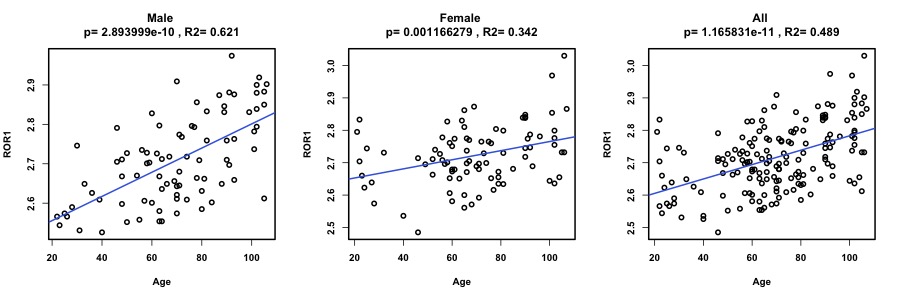 Male
p= 2.893999e-10 , R2= 0.621
ROR1
2.6 2.7 2.8 2.9
20 40 60 80 100
Age
Female
p= 0.001166279 , R2= 0.342
ROR1
2.5 2.6 2.7 2.8 2.9 3.0
20 40 60 80 100
Age
All
p= 1.165831e-11 , R2= 0.489
ROR1
2.5 2.6 2.7 2.8 2.9 3.0
20 40 60 80 100
Age